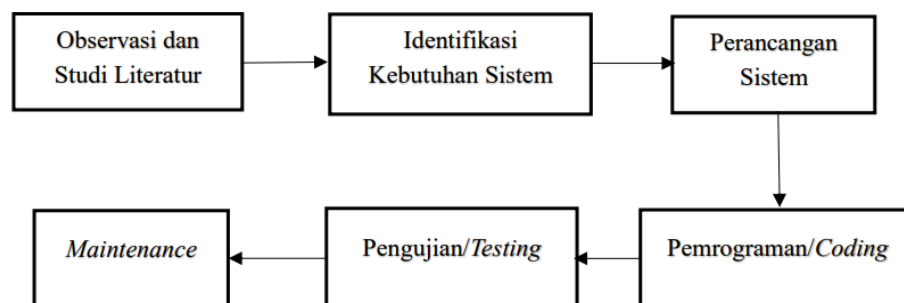 Observasi dan
Studi Literatur
Identifikasi
Kebutuhan Sistem
Perancangan
Sistem
Maintenance
Pengujian/Testing
Pemrograman/Coding